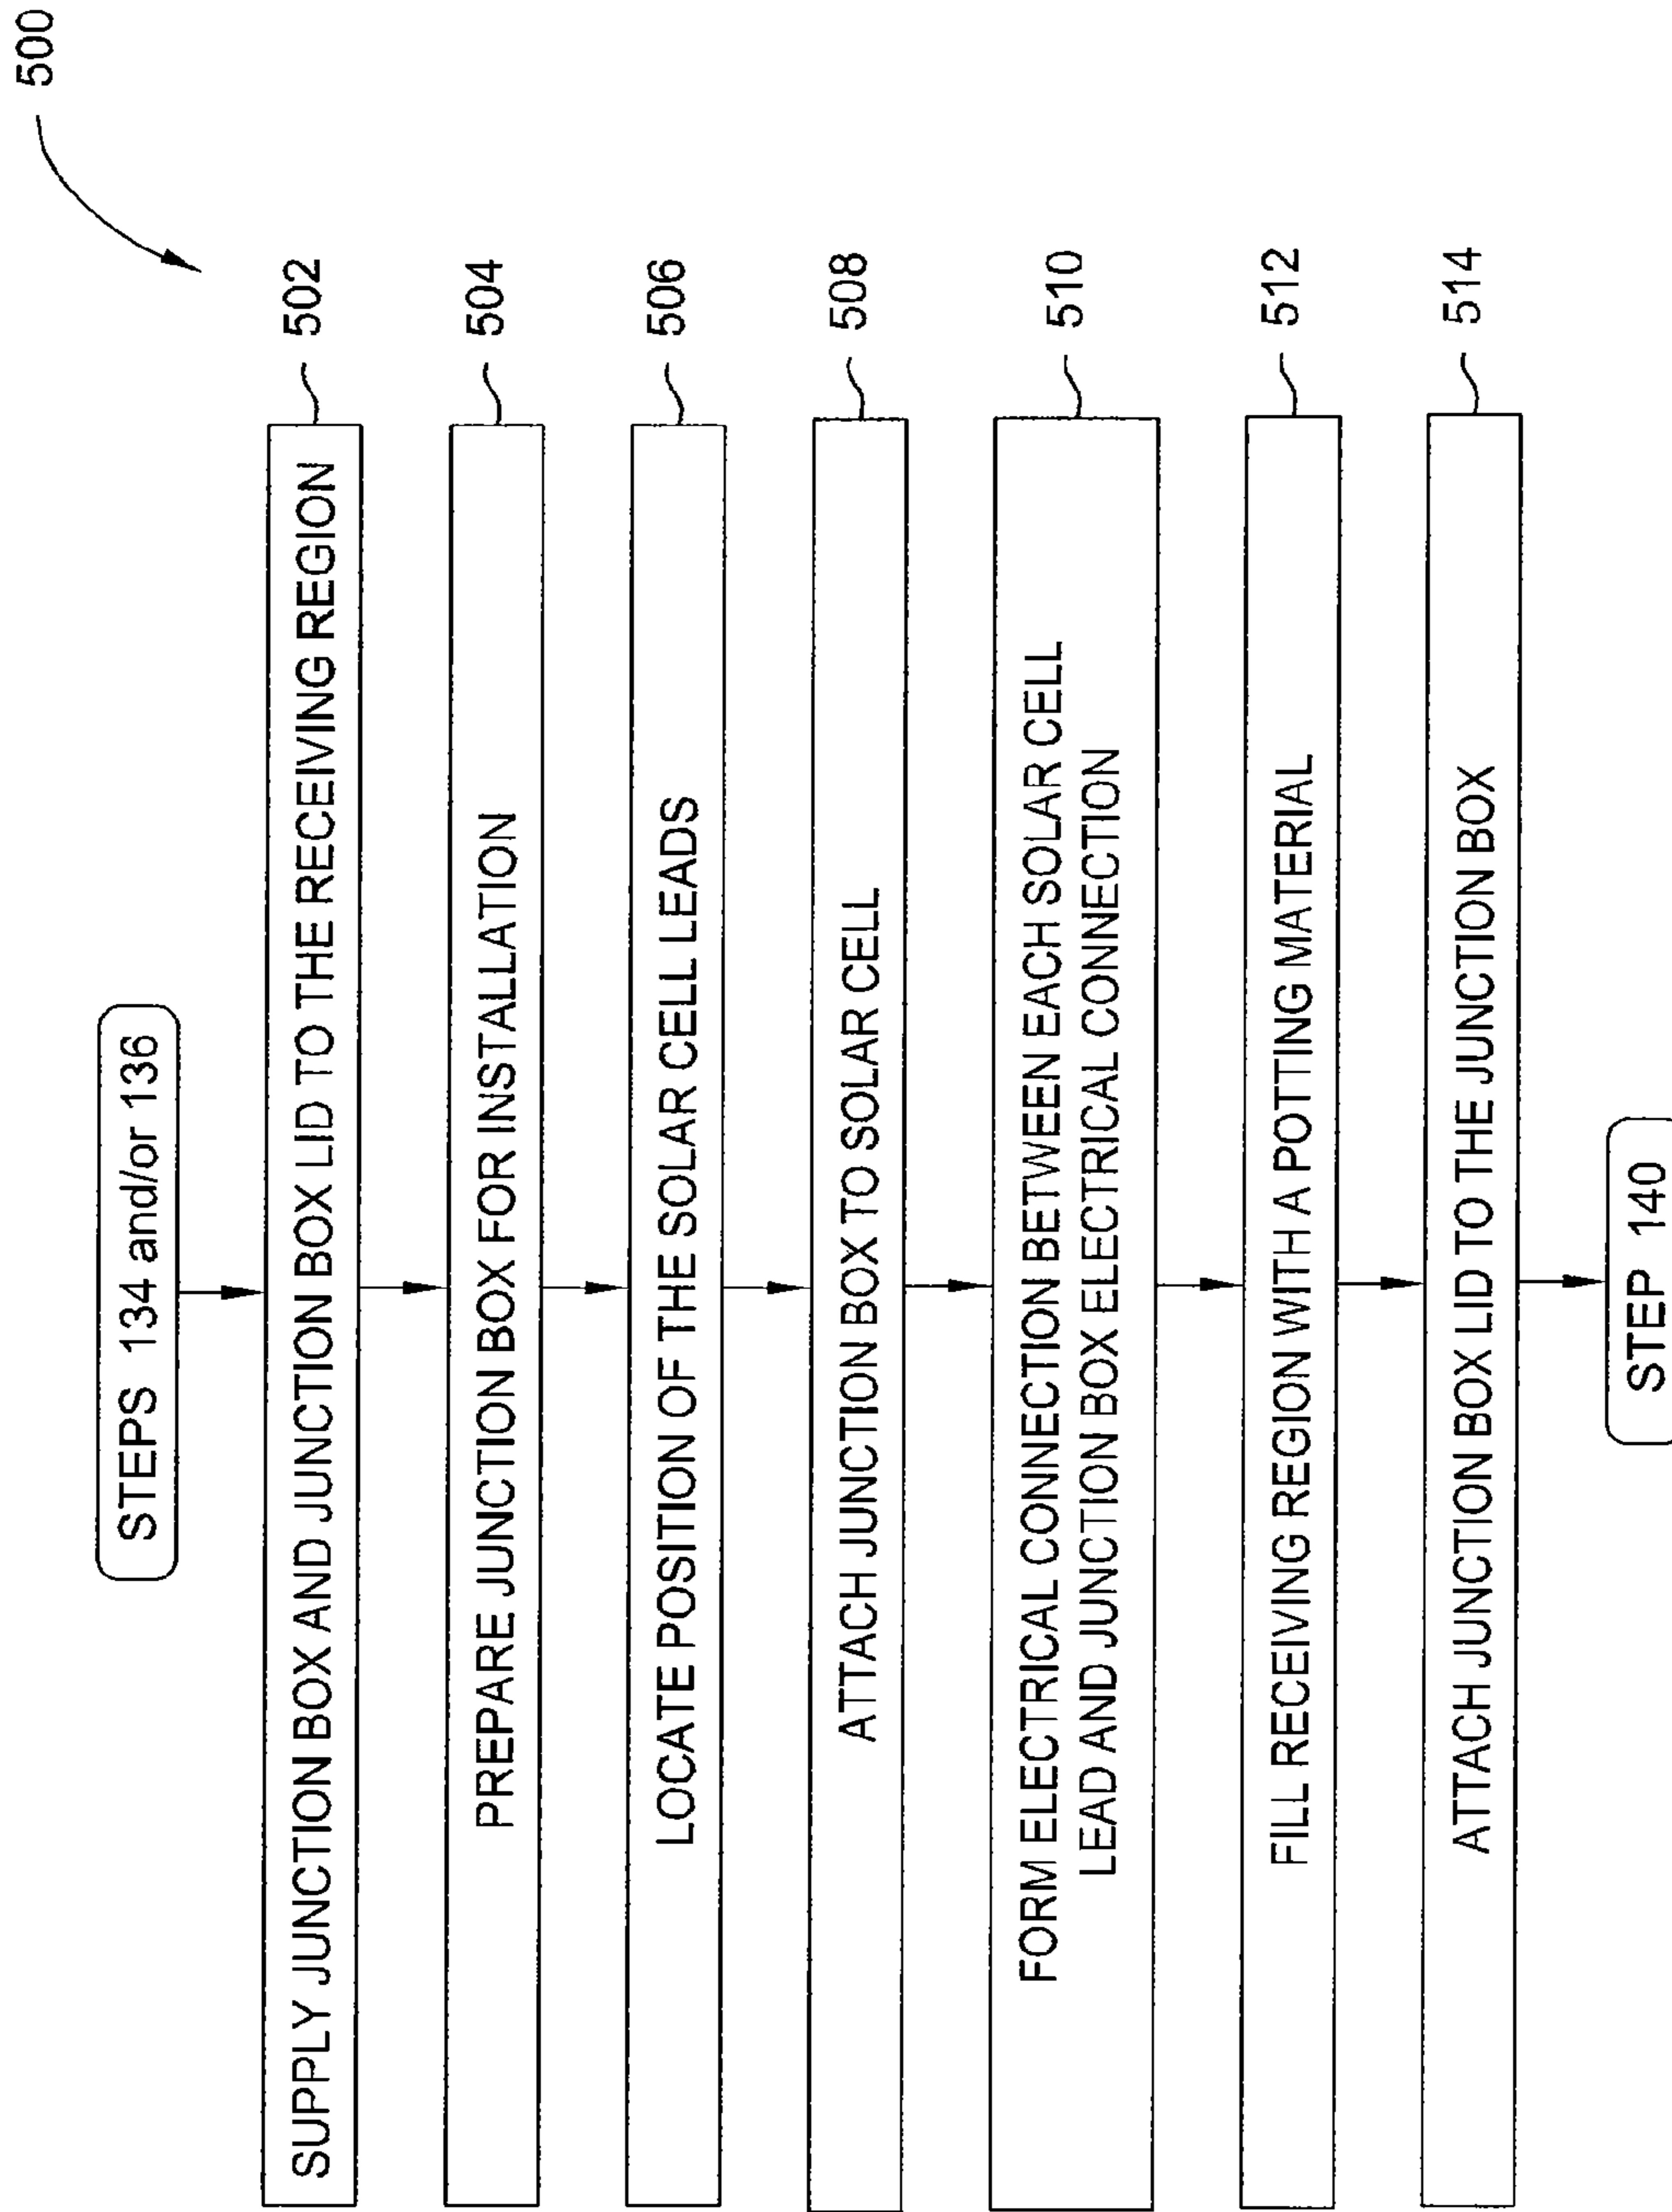 500
STEPS 134 and/or 136
SUPPLY JUNCTION BOX AND JUNCTION BOX LID TO THE RECEIVING REGION
502
PREPARE JUNCTION BOX FOR INSTALLATION
504
LOCATE POSITION OF THE SOLAR CELL LEADS
506
ATTACH JUNCTION BOX TO SOLAR CELL
508
FORM ELECTRICAL CONNECTION BETWEEN EACH SOLAR CELL
LEAD AND JUNCTION BOX ELECTRICAL CONNECTION
510
FILL RECEIVING REGION WITH A POTTING MATERIAL
512
ATTACH JUNCTION BOX LID TO THE JUNCTION BOX
514
STEP 140